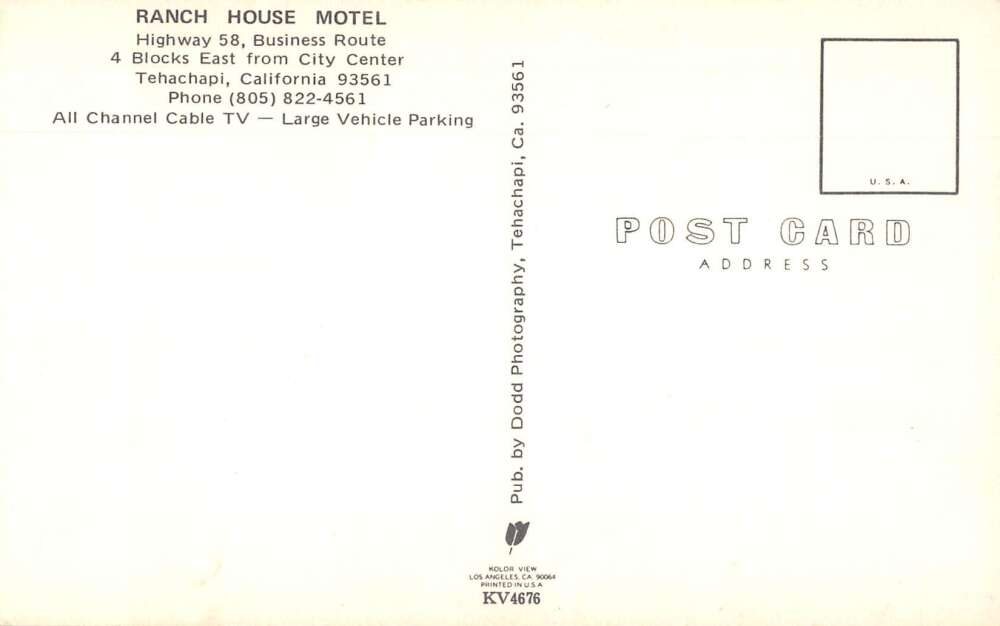 RANCH HOUSE MOTEL
Highway 58, Business Route
4 Blocks East from City Center
Tehachapi, California 93561
Phone (805) 822-4561
All Channel Cable TV — Large Vehicle Parking
Pub. by Dodd Photography, Tehachapi, Ca. 93561
KOLOR VIEW
LOS ANGELES, CA. 90064
PRINTED IN U.S.A.
KV4676
U. S. A.
POST CARD
ADDRESS